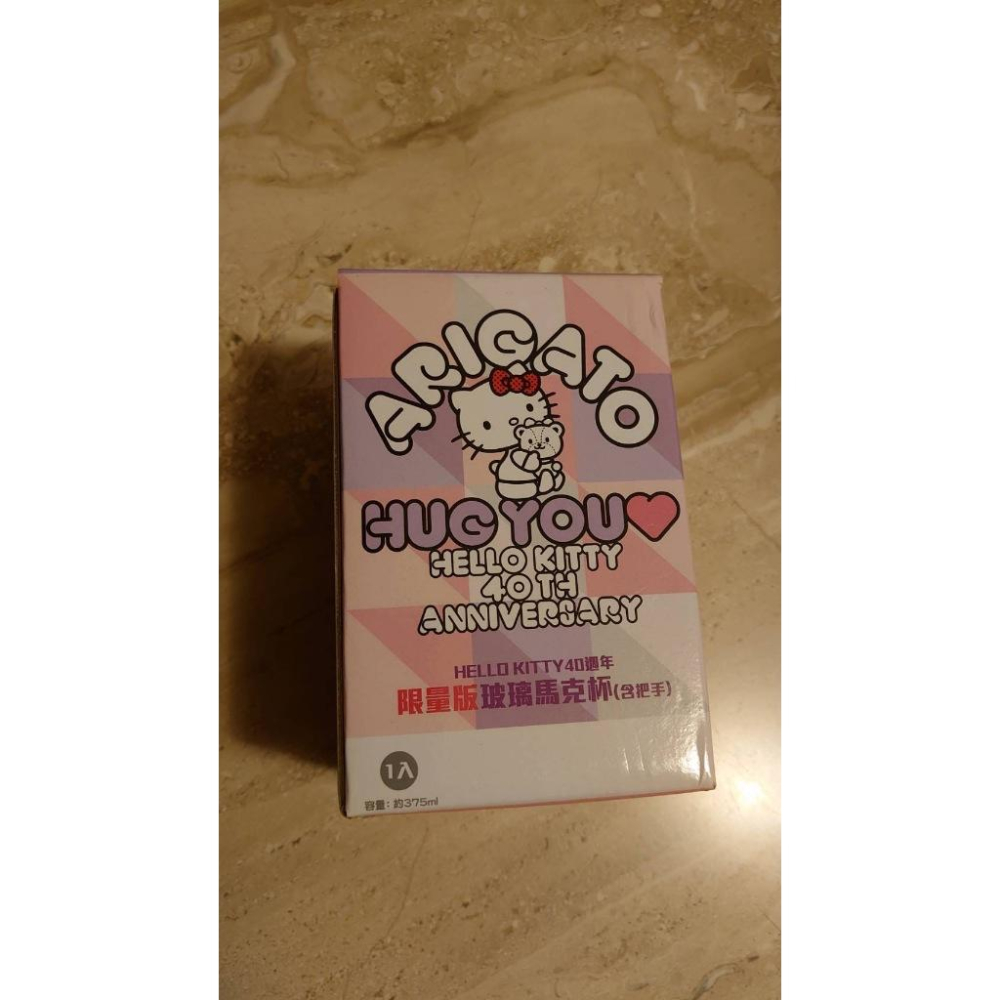 ARIGATO
HUG YOU
HELLO KITTY
40TH
ANNIVERSARY
HELLO KITTY40週年
限量版玻璃馬克杯(含把手)
1入
容量:約375ml